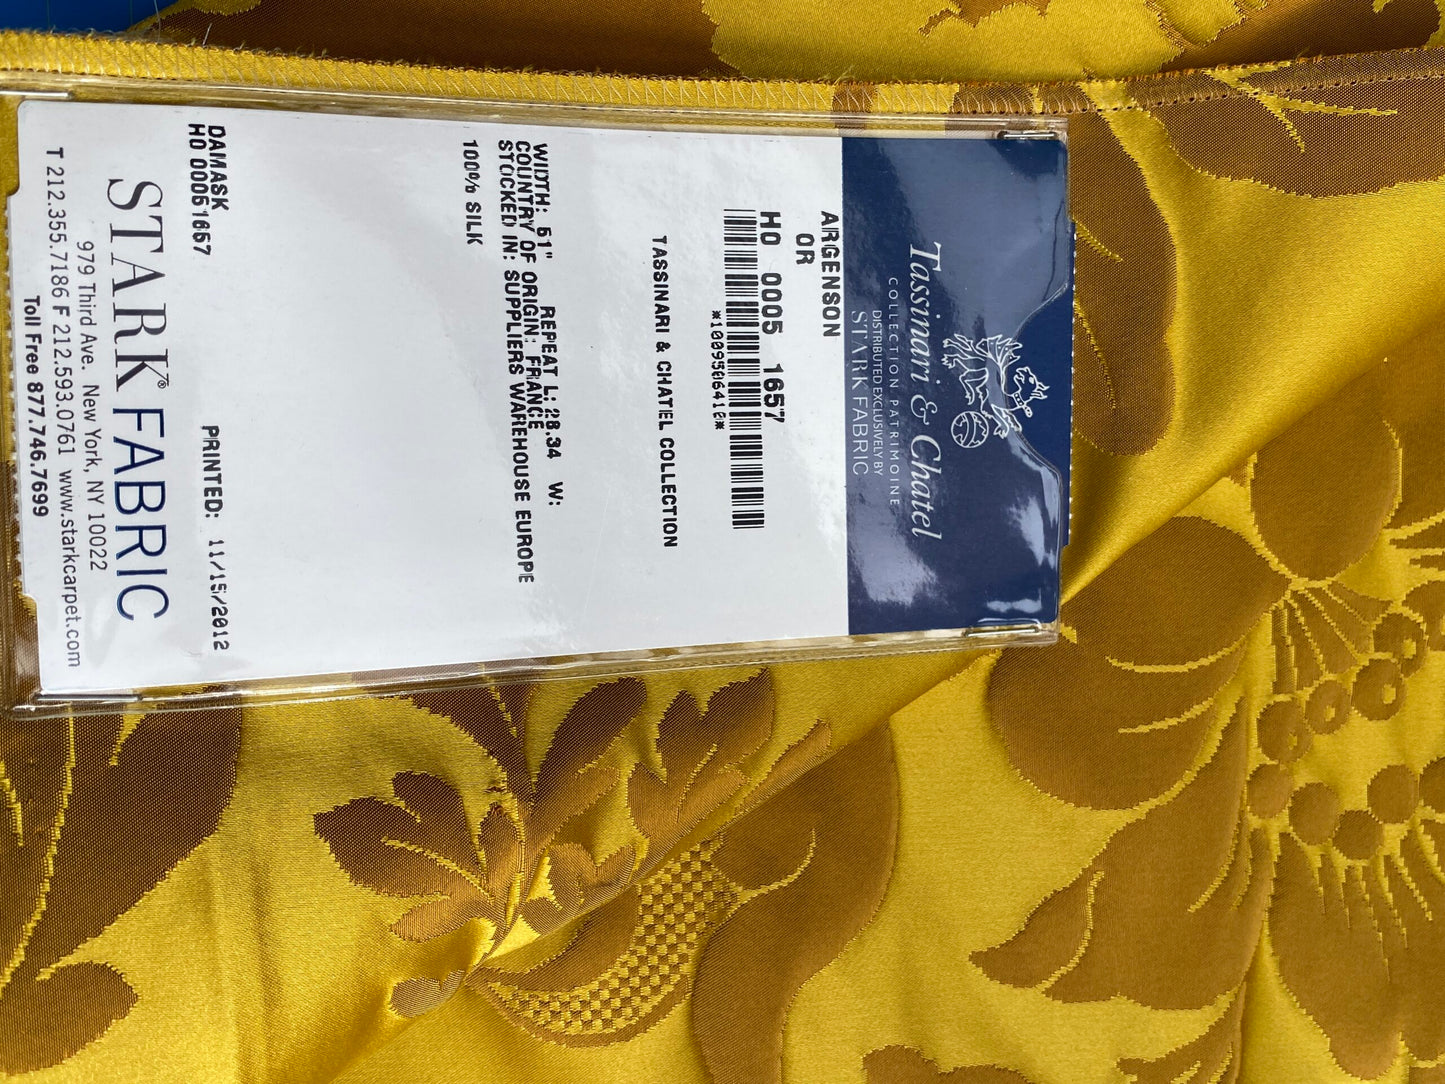 Tassinari & Chatel
COLLECTION PATRIMOINE
DISTRIBUTED EXCLUSIVELY BY
STARK FABRIC
ARGENSON
OR
H0 0005 1657
*1009506410*
TASSINARI & CHATEL COLLECTION
WIDTH: 51" REPEAT L: 28.34 W:
COUNTRY OF ORIGIN: FRANCE
STOCKED IN: SUPPLIERS WAREHOUSE EUROPE
100% SILK
DAMASK
H0 00051657 PRINTED: 11/15/2012
STARK® FABRIC
979 Third Ave. New York, NY 10022
T 212.355.7186 F 212.593.0761 www.starkcarpet.com
Toll Free 877.746.7699